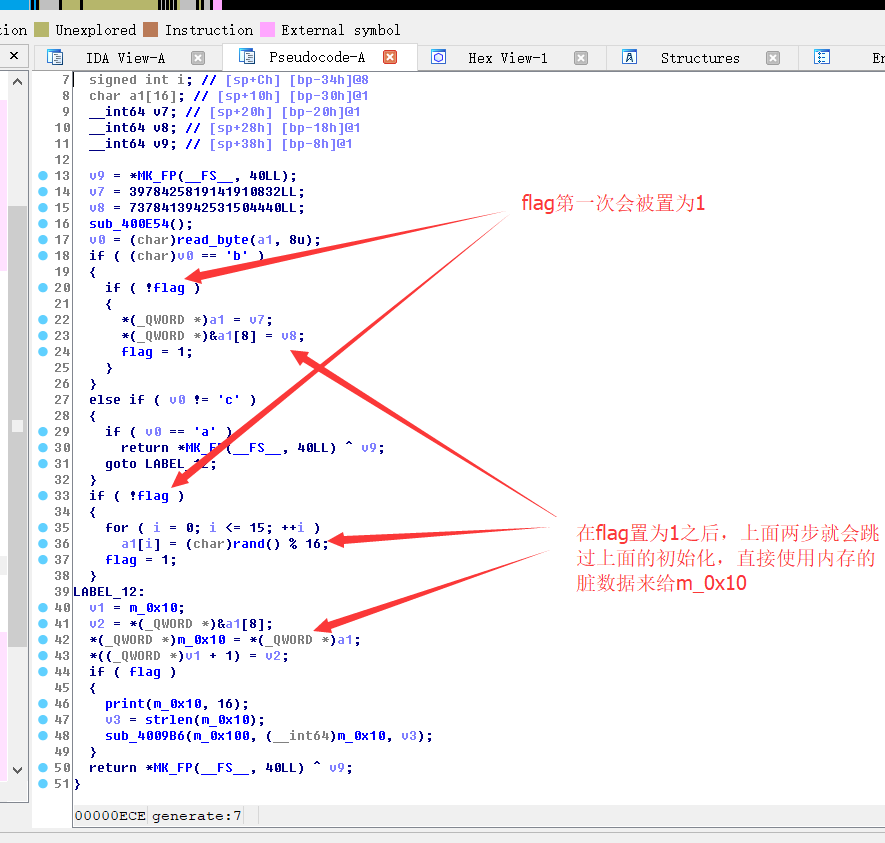 tion Unexplored Instruction External symbol
× IDA View-A Pseudocode-A Hex View-1 Structures En
7 signed int i; // [sp+Ch] [bp-34h]@8
8 char a1[16]; // [sp+10h] [bp-30h]@1
9 __int64 v7; // [sp+20h] [bp-20h]@1
10 __int64 v8; // [sp+28h] [bp-18h]@1
11 __int64 v9; // [sp+38h] [bp-8h]@1
12
13 v9 = *MK_FP(__FS__, 40LL);
14 v7 = 3978425819141910832LL;
15 v8 = 7378413942531504440LL;
16 sub_400E54();
17 v0 = (char)read_byte(a1, 8u);
18 if ( (char)v0 == 'b' )
19 {
20 if ( !flag )
21 {
22 *(_QWORD *)a1 = v7;
23 *(_QWORD *)&a1[8] = v8;
24 flag = 1;
25 }
26 }
27 else if ( v0 != 'c' )
28 {
29 if ( v0 == 'a' )
30 return *MK_FP(__FS__, 40LL) ^ v9;
31 goto LABEL_12;
32 }
33 if ( !flag )
34 {
35 for ( i = 0; i <= 15; ++i )
36 a1[i] = (char)rand() % 16;
37 flag = 1;
38 }
39 LABEL_12:
40 v1 = m_0x10;
41 v2 = *(_QWORD *)&a1[8];
42 *(_QWORD *)m_0x10 = *(_QWORD *)a1;
43 *((_QWORD *)v1 + 1) = v2;
44 if ( flag )
45 {
46 print(m_0x10, 16);
47 v3 = strlen(m_0x10);
48 sub_4009B6(m_0x100, (__int64)m_0x10, v3);
49 }
50 return *MK_FP(__FS__, 40LL) ^ v9;
51 }
flag第一次会被置为1
在flag置为1之后，上面两步就会跳
过上面的初始化，直接使用内存的
脏数据来给m_0x10
00000ECE generate:7